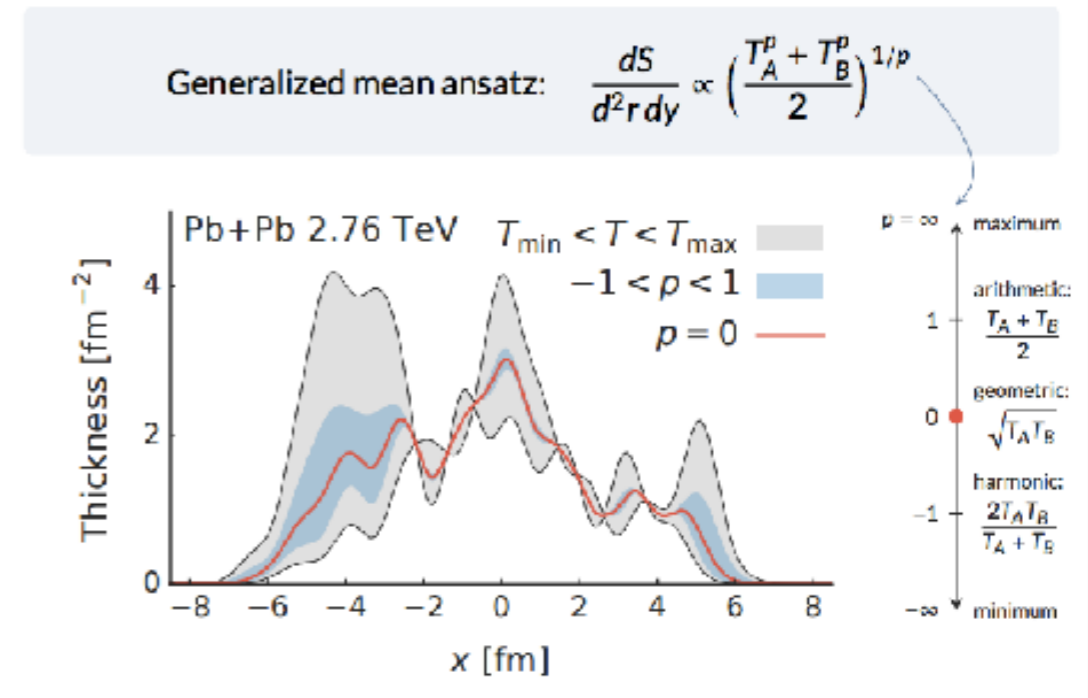 Generalized mean ansatz: dS / d²r dy ∝ ( (T_A^p + T_B^p) / 2 )^{1/p}
Pb+Pb 2.76 TeV
T_min < T < T_max
−1 < p < 1
p = 0
Thickness [fm⁻²]
4
2
0
−8 −6 −4 −2 0 2 4 6 8
x [fm]
p = ∞ maximum
arithmetic:
1 (T_A + T_B) / 2
geometric:
0 √(T_A T_B)
harmonic:
−1 2T_A T_B / (T_A + T_B)
−∞ minimum